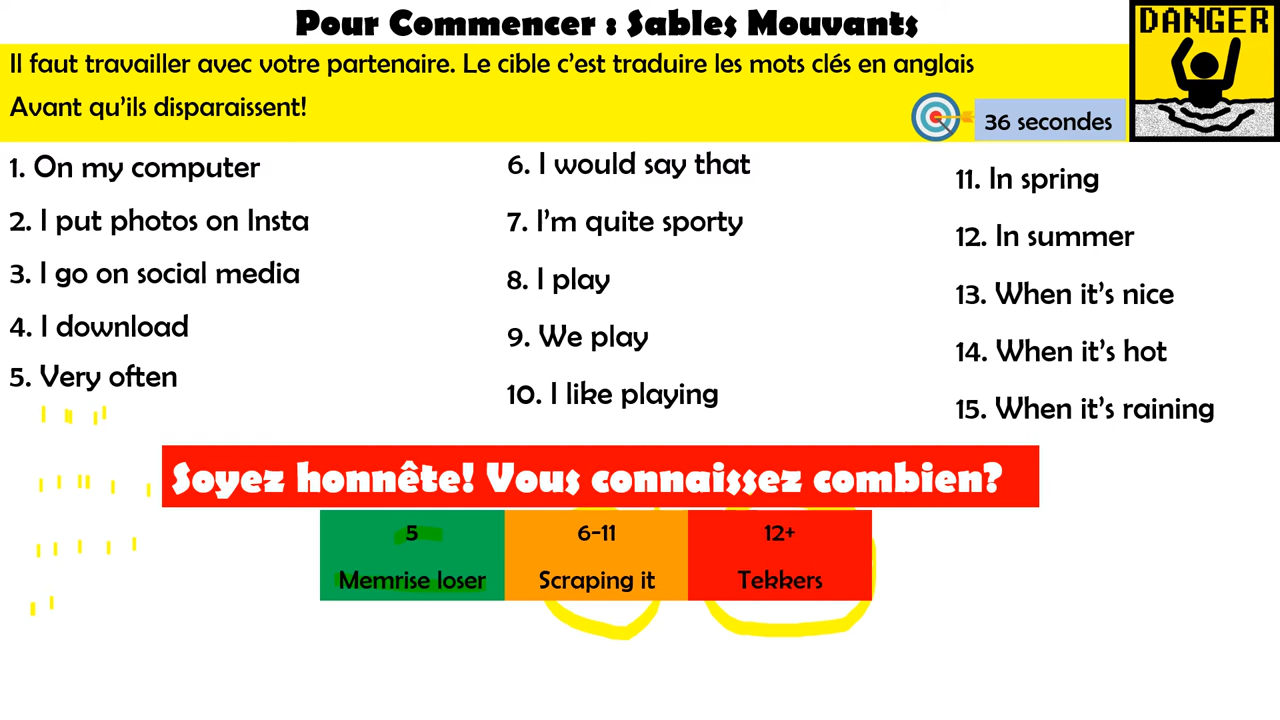 Pour Commencer : Sables Mouvants
DANGER
Il faut travailler avec votre partenaire. Le cible c’est traduire les mots clés en anglais
Avant qu’ils disparaissent!
36 secondes
1. On my computer
2. I put photos on Insta
3. I go on social media
4. I download
5. Very often
6. I would say that
7. I’m quite sporty
8. I play
9. We play
10. I like playing
11. In spring
12. In summer
13. When it’s nice
14. When it’s hot
15. When it’s raining
Soyez honnête! Vous connaissez combien?
5
Memrise loser
6-11
Scraping it
12+
Tekkers